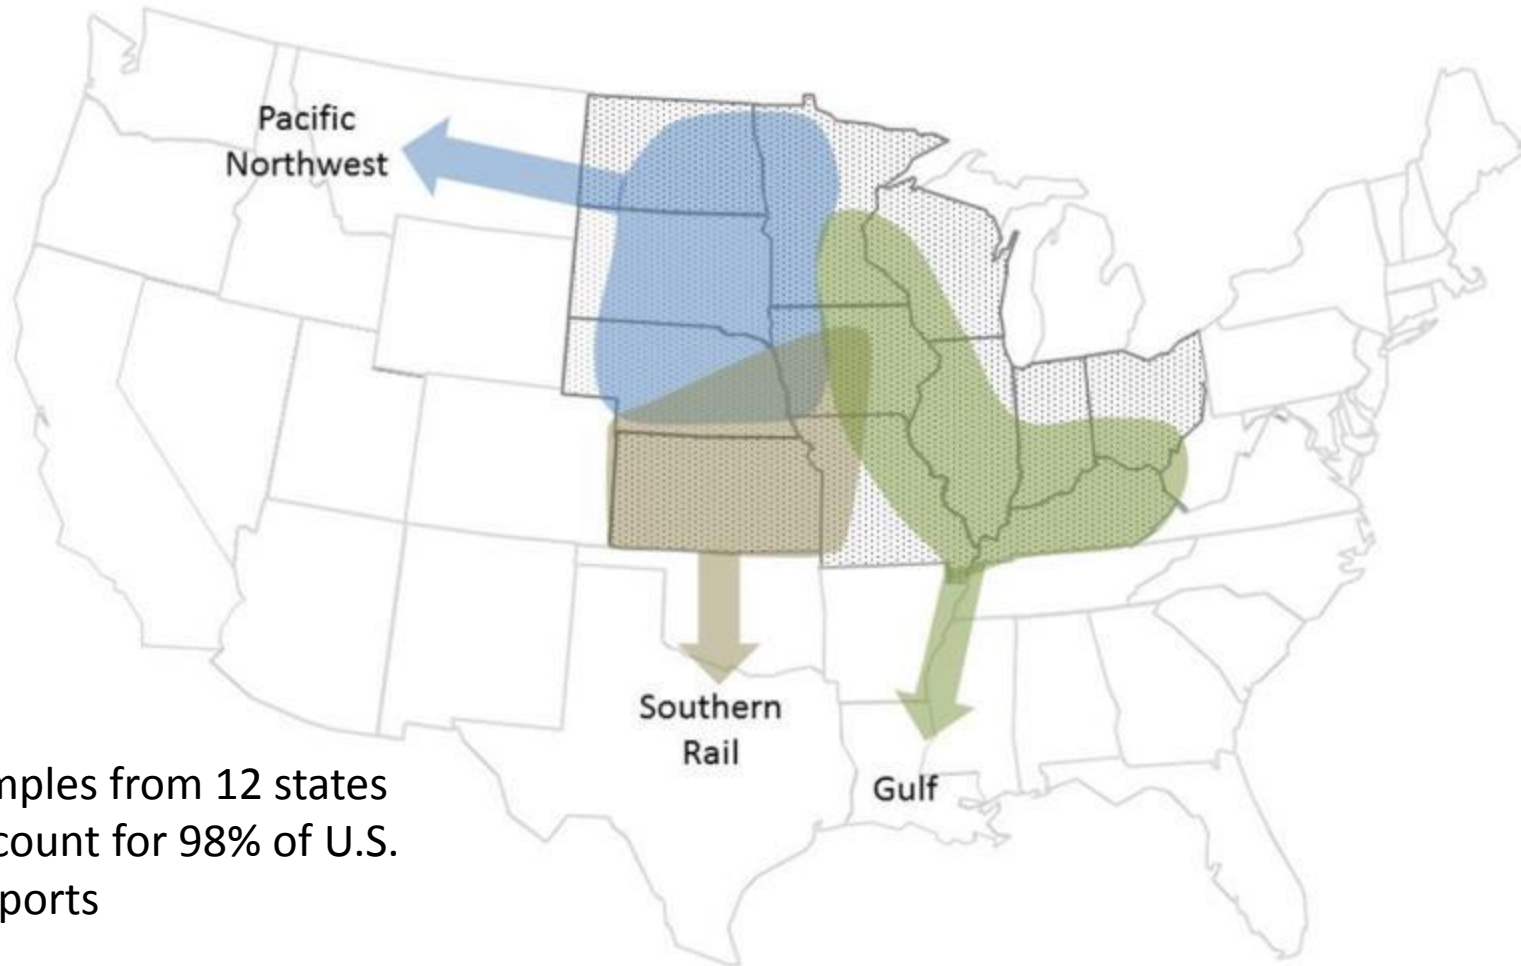 Pacific
Northwest
Southern
Rail
Gulf
mples from 12 states
count for 98% of U.S.
ports